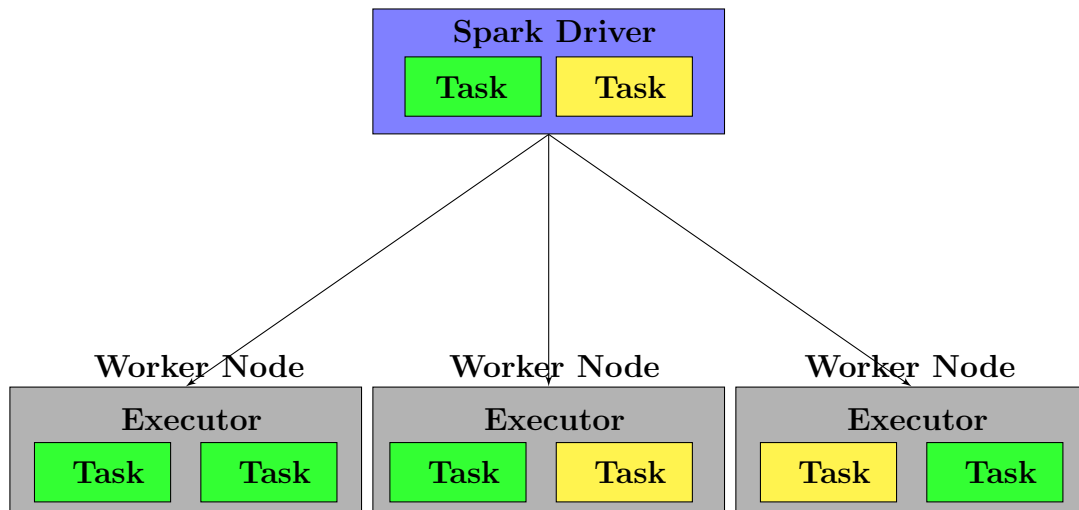 Spark Driver
Task Task
Worker Node Worker Node Worker Node
Executor Executor Executor
Task Task Task Task Task Task